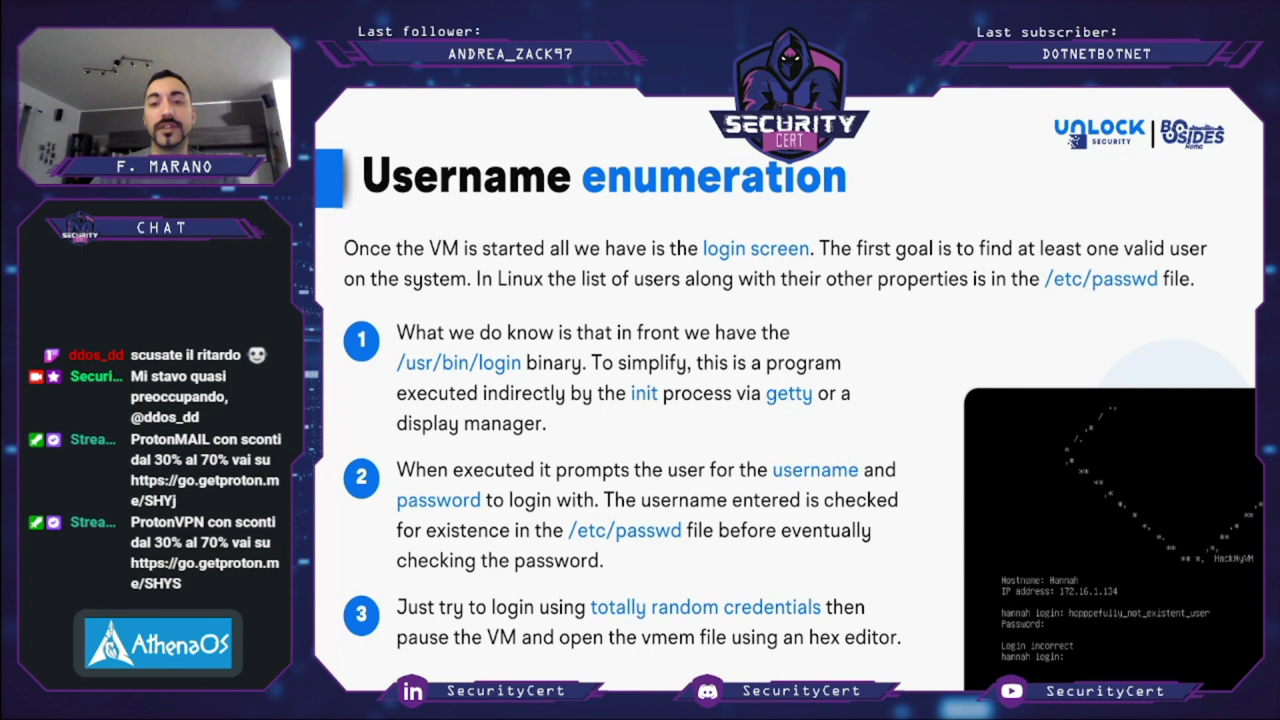 Last follower:
ANDREA_ZACK97
Last subscriber:
DOTNETBOTNET
SECURITY
CERT
UNLOCK
SECURITY
BSIDES
Roma
F. MARANO
Username enumeration
CHAT
SECURITY
Once the VM is started all we have is the login screen. The first goal is to find at least one valid user
on the system. In Linux the list of users along with their other properties is in the /etc/passwd file.
1
What we do know is that in front we have the
/usr/bin/login binary. To simplify, this is a program
executed indirectly by the init process via getty or a
display manager.
2
When executed it prompts the user for the username and
password to login with. The username entered is checked
for existence in the /etc/passwd file before eventually
checking the password.
3
Just try to login using totally random credentials then
pause the VM and open the vmem file using an hex editor.
ddos_dd scusate il ritardo
Securi... Mi stavo quasi
preoccupando,
@ddos_dd
Strea... ProtonMAIL con sconti
dal 30% al 70% vai su
https://go.getproton.m
e/SHYj
Strea... ProtonVPN con sconti
dal 30% al 70% vai su
https://go.getproton.m
e/SHYS
AthenaOS
HackMyVM
Hostname: Hannah
IP address: 172.16.1.134
hannah login: hopppefully_not_existent_user
Password:
Login incorrect
hannah login:
SecurityCert
SecurityCert
SecurityCert